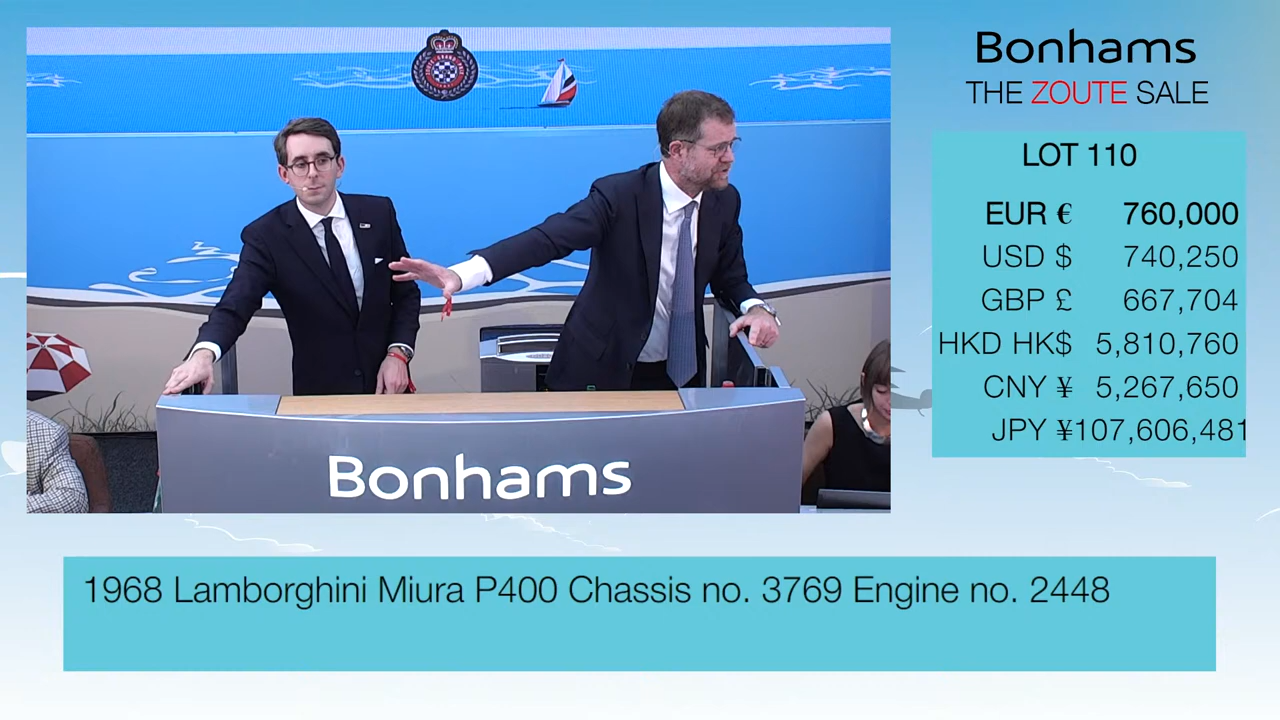 Bonhams
THE ZOUTE SALE
LOT 110
EUR € 760,000
USD $ 740,250
GBP £ 667,704
HKD HK$ 5,810,760
CNY ¥ 5,267,650
JPY ¥107,606,481
Bonhams
1968 Lamborghini Miura P400 Chassis no. 3769 Engine no. 2448